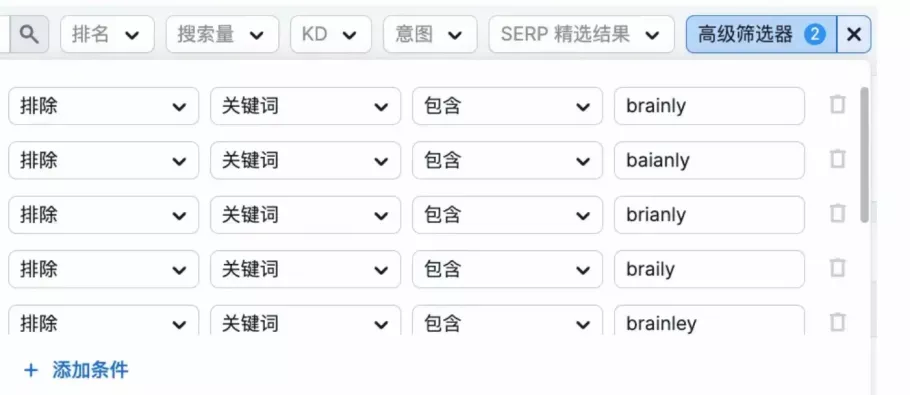 排名 搜索量 KD 意图 SERP 精选结果 高级筛选器 2
排除 关键词 包含 brainly
排除 关键词 包含 baianly
排除 关键词 包含 brianly
排除 关键词 包含 braily
排除 关键词 包含 brainley
+ 添加条件